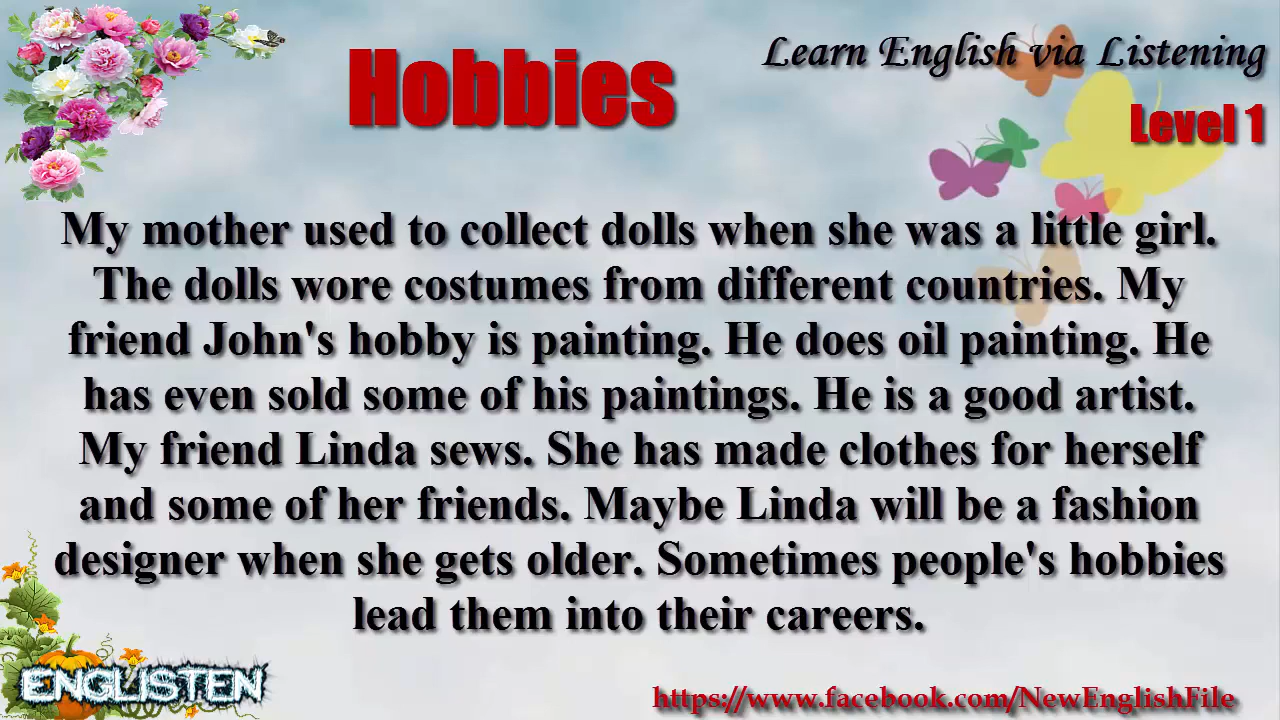 Learn English via Listening
Hobbies
Level 1
My mother used to collect dolls when she was a little girl.
The dolls wore costumes from different countries. My
friend John's hobby is painting. He does oil painting. He
has even sold some of his paintings. He is a good artist.
My friend Linda sews. She has made clothes for herself
and some of her friends. Maybe Linda will be a fashion
designer when she gets older. Sometimes people's hobbies
lead them into their careers.
ENGLISTEN
https://www.facebook.com/NewEnglishFile